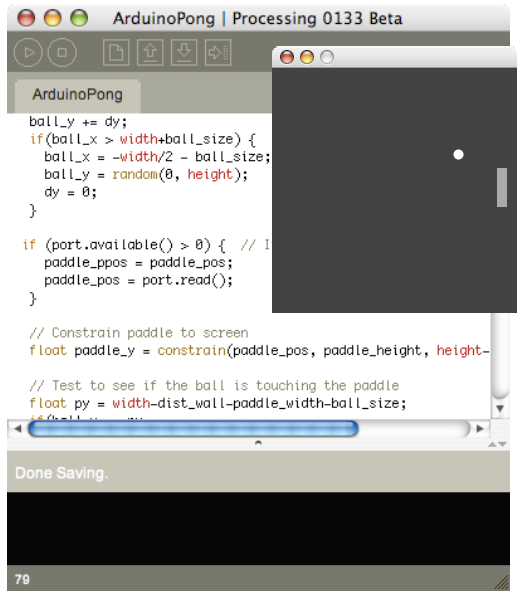 ArduinoPong | Processing 0133 Beta
ArduinoPong
ball_y += dy;
if(ball_x > width+ball_size) {
ball_x = -width/2 - ball_size;
ball_y = random(0, height);
dy = 0;
}
if (port.available() > 0) { // I
paddle_ppos = paddle_pos;
paddle_pos = port.read();
}
// Constrain paddle to screen
float paddle_y = constrain(paddle_pos, paddle_height, height-
// Test to see if the ball is touching the paddle
float py = width-dist_wall-paddle_width-ball_size;
Done Saving.
79